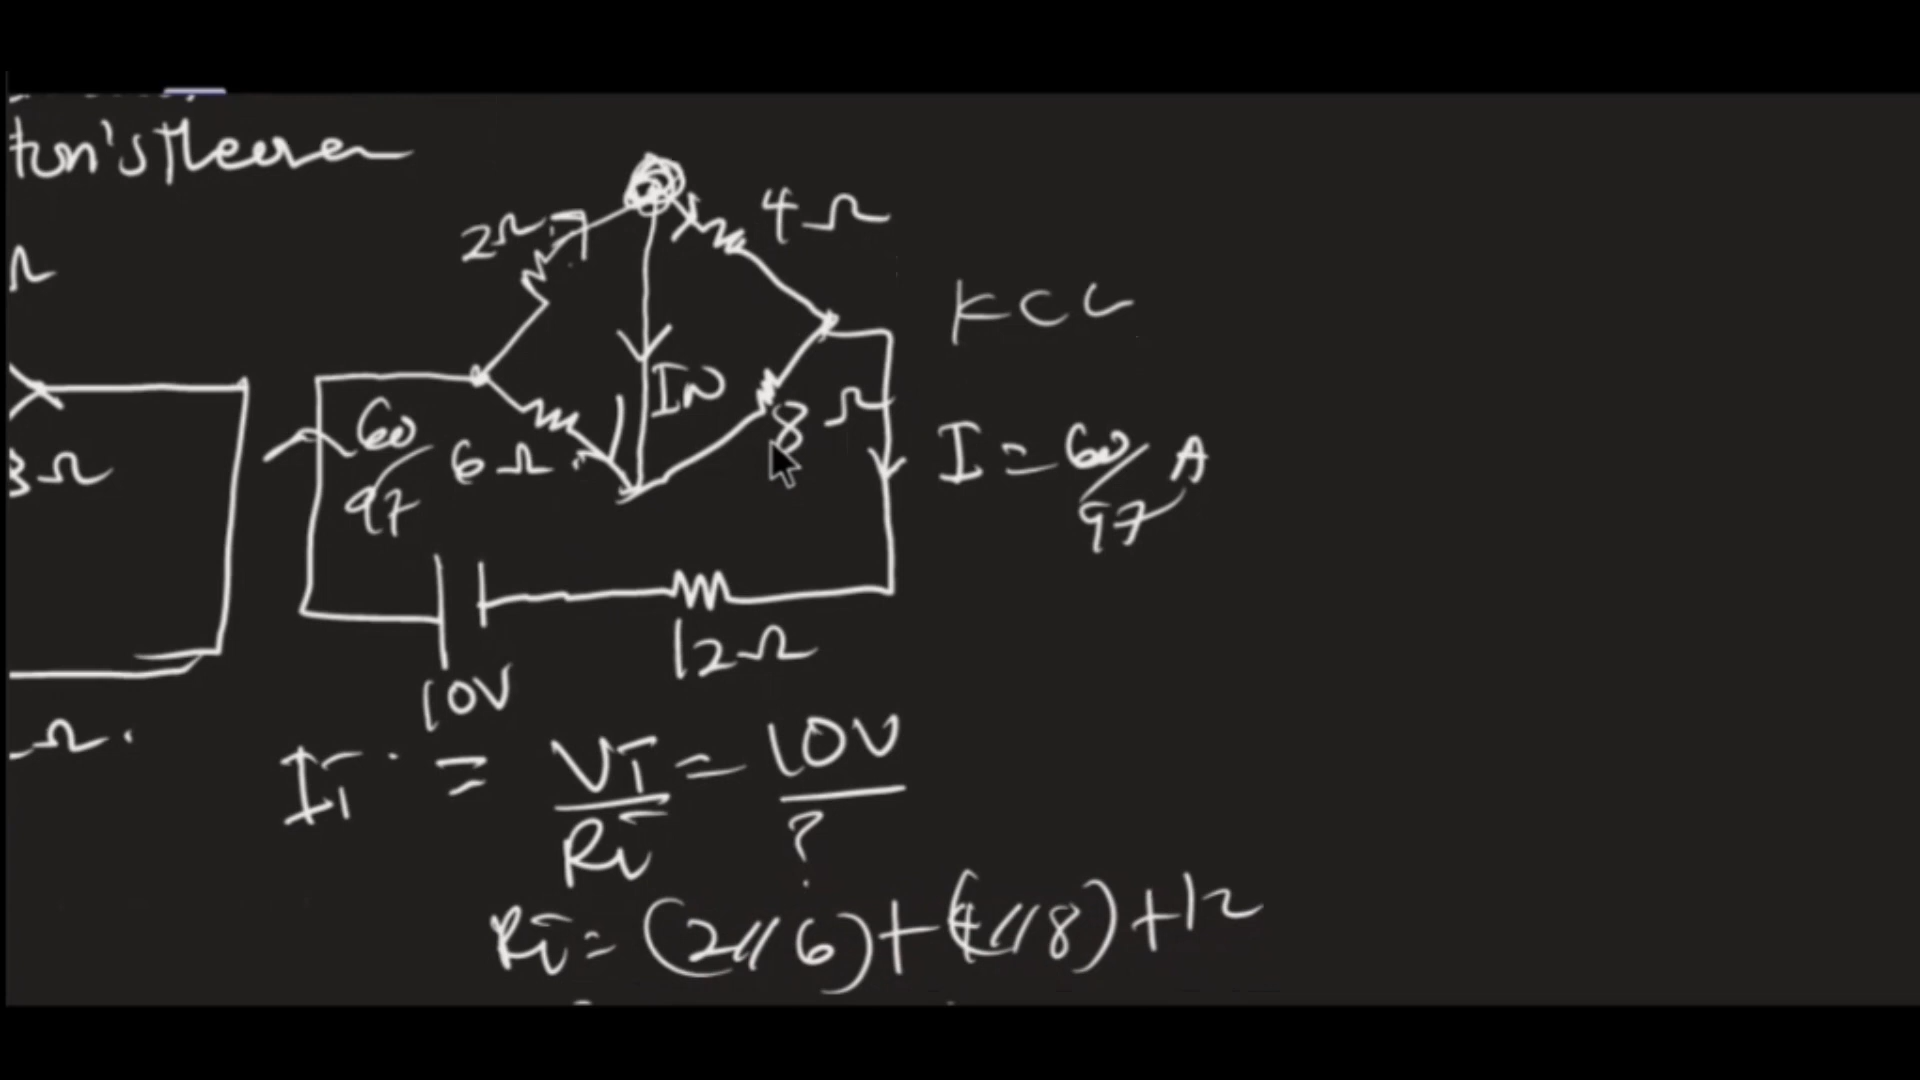 ton's theorem
2Ω
4Ω
Ω
KCL
IN
60/97
8Ω
6Ω
I = 60/97 A
3Ω
12Ω
10V
Ω.
IT = VT/RT = 10V/?
RT = (2//6) + (4//8) + 12